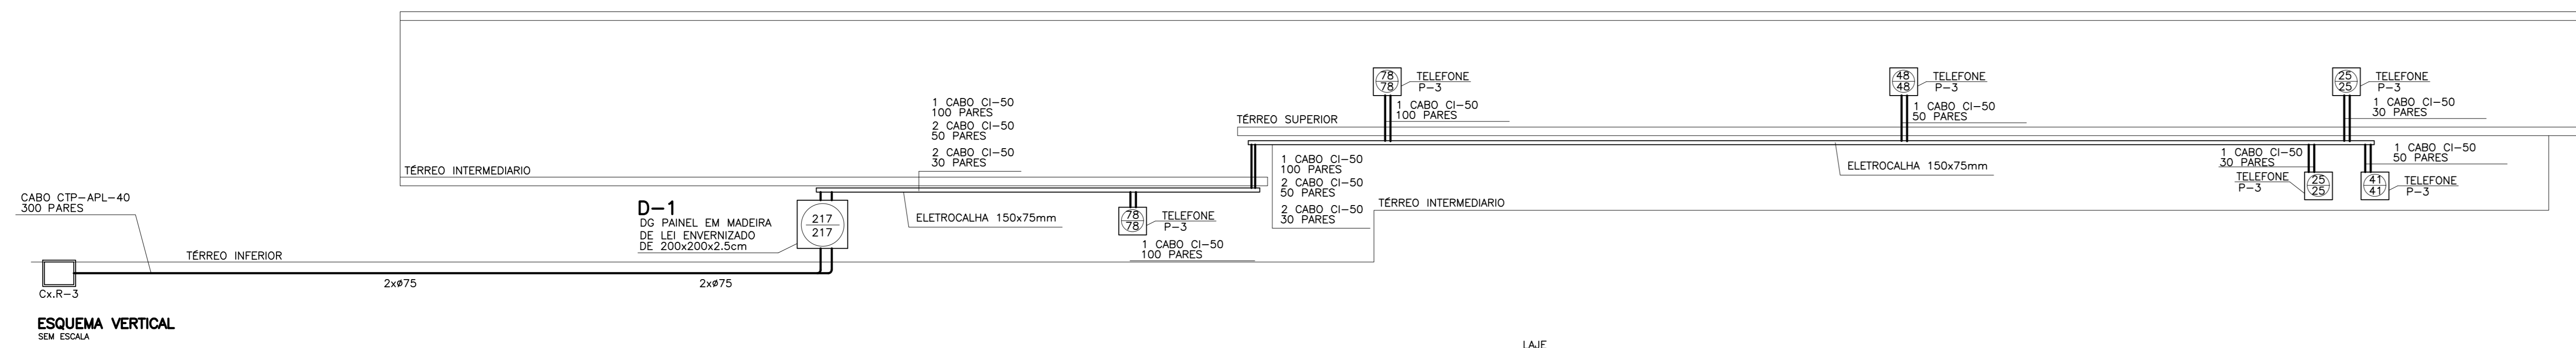 CABO CTP-APL-40
300 PARES
Cx.R-3
TÉRREO INFERIOR
2xø75
2xø75
ESQUEMA VERTICAL
SEM ESCALA
TÉRREO INTERMEDIARIO
D-1
DG PAINEL EM MADEIRA
DE LEI ENVERNIZADO
DE 200x200x2.5cm
217
217
1 CABO CI-50
100 PARES
2 CABO CI-50
50 PARES
2 CABO CI-50
30 PARES
ELETROCALHA 150x75mm
78
78
TELEFONE
P-3
1 CABO CI-50
100 PARES
TÉRREO SUPERIOR
1 CABO CI-50
100 PARES
2 CABO CI-50
50 PARES
2 CABO CI-50
30 PARES
78
78
TELEFONE
P-3
1 CABO CI-50
100 PARES
TÉRREO INTERMEDIARIO
48
48
TELEFONE
P-3
1 CABO CI-50
50 PARES
ELETROCALHA 150x75mm
25
25
TELEFONE
P-3
1 CABO CI-50
30 PARES
1 CABO CI-50
30 PARES
TELEFONE
P-3
25
25
1 CABO CI-50
50 PARES
41
41
TELEFONE
P-3
LAJE